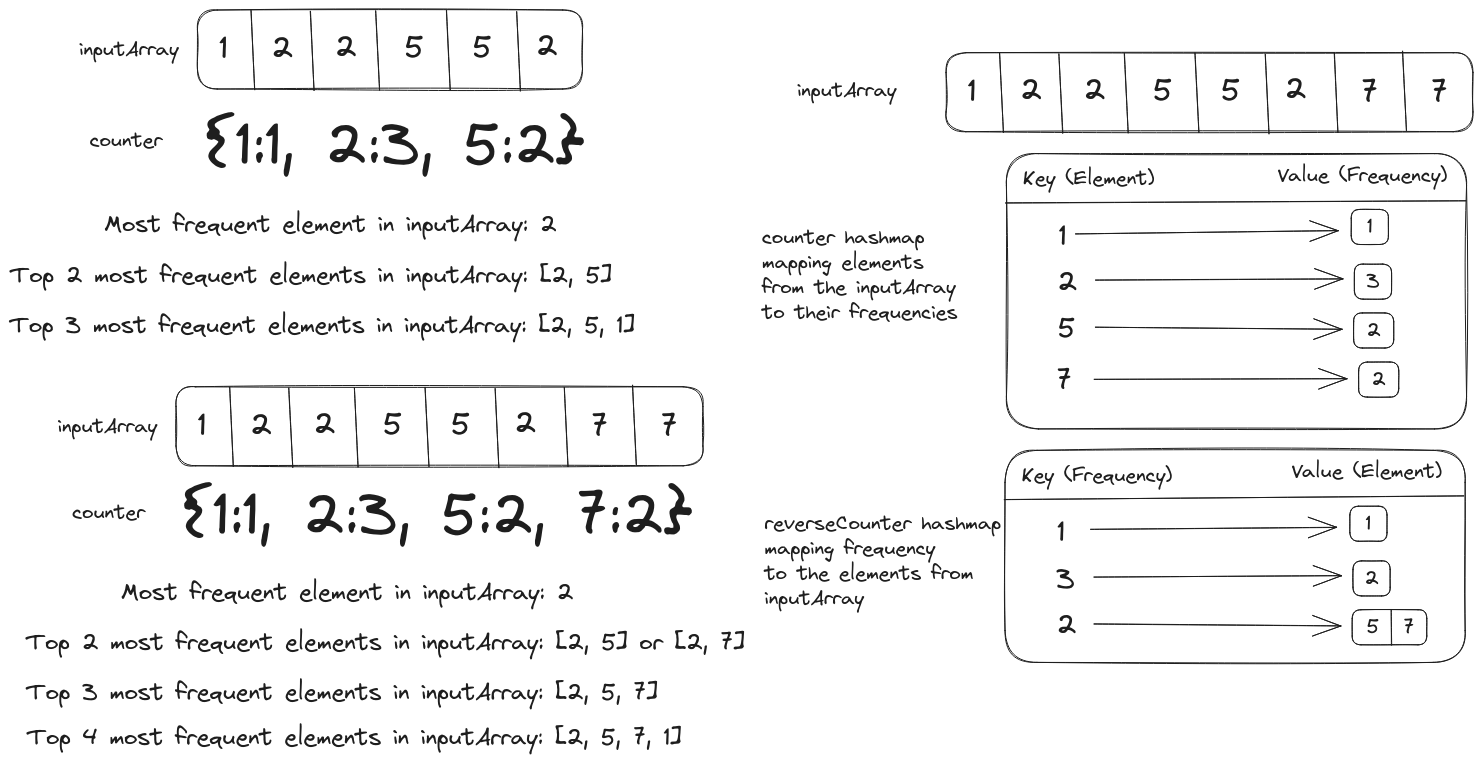 inputArray 1 2 2 5 5 2
counter {1:1, 2:3, 5:2}
Most frequent element in inputArray: 2
Top 2 most frequent elements in inputArray: [2, 5]
Top 3 most frequent elements in inputArray: [2, 5, 1]
inputArray 1 2 2 5 5 2 7 7
counter {1:1, 2:3, 5:2, 7:2}
Most frequent element in inputArray: 2
Top 2 most frequent elements in inputArray: [2, 5] or [2, 7]
Top 3 most frequent elements in inputArray: [2, 5, 7]
Top 4 most frequent elements in inputArray: [2, 5, 7, 1]
inputArray 1 2 2 5 5 2 7 7
counter hashmap
mapping elements
from the inputArray
to their frequencies
Key (Element) Value (Frequency)
1 1
2 3
5 2
7 2
reverseCounter hashmap
mapping frequency
to the elements from
inputArray
Key (Frequency) Value (Element)
1 1
3 2
2 5 7